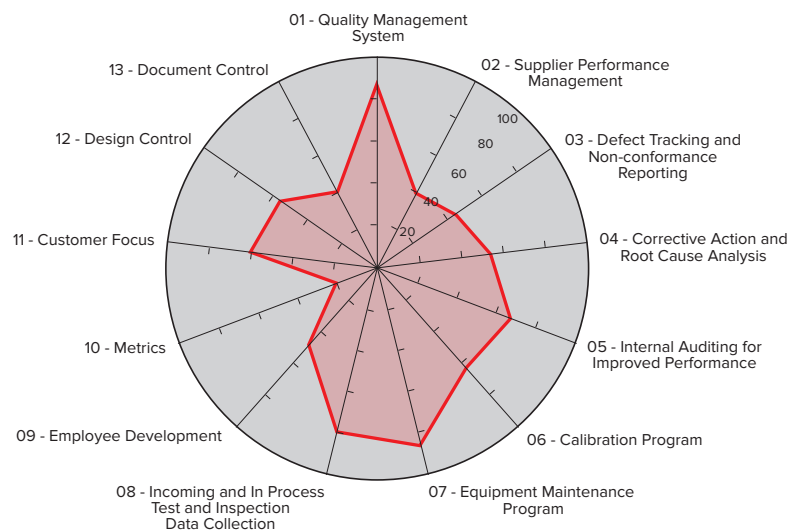 01 - Quality Management
System
02 - Supplier Performance
Management
03 - Defect Tracking and
Non-conformance
Reporting
04 - Corrective Action and
Root Cause Analysis
05 - Internal Auditing for
Improved Performance
06 - Calibration Program
07 - Equipment Maintenance
Program
08 - Incoming and In Process
Test and Inspection
Data Collection
09 - Employee Development
10 - Metrics
11 - Customer Focus
12 - Design Control
13 - Document Control
100
80
60
40
20